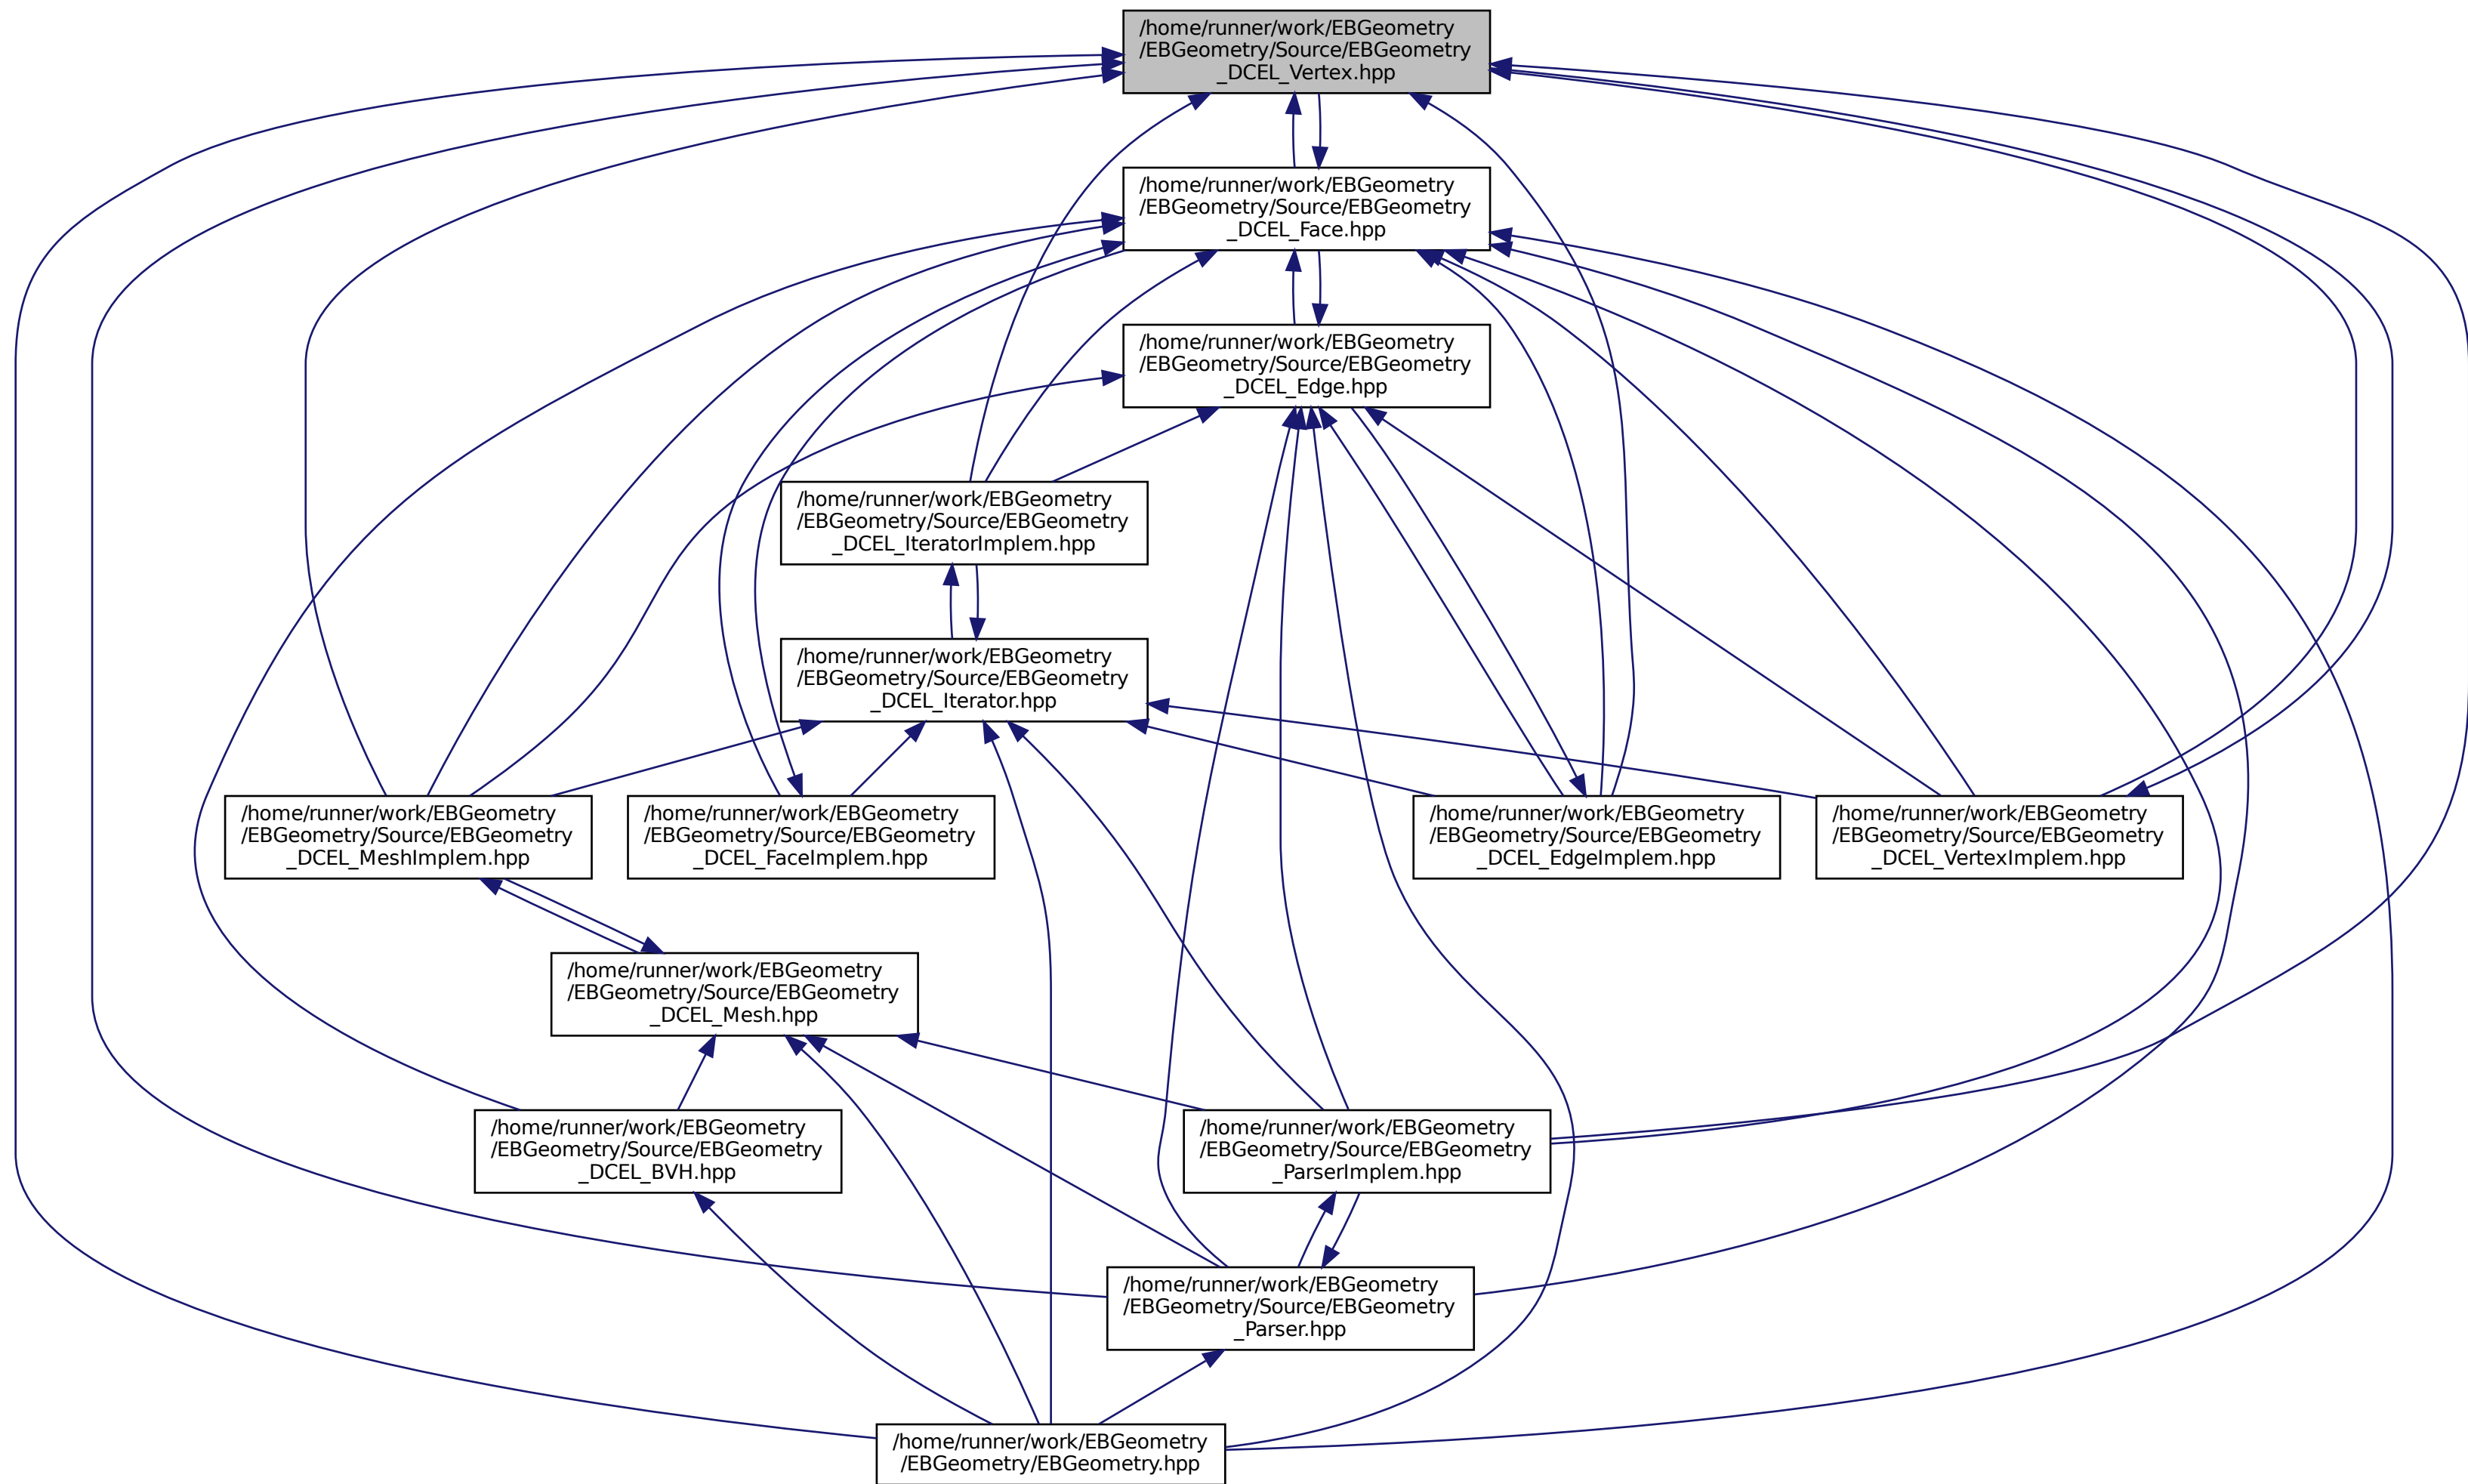 /home/runner/work/EBGeometry
/EBGeometry/Source/EBGeometry
_DCEL_Vertex.hpp
/home/runner/work/EBGeometry
/EBGeometry/Source/EBGeometry
_DCEL_Face.hpp
/home/runner/work/EBGeometry
/EBGeometry/Source/EBGeometry
_DCEL_Edge.hpp
/home/runner/work/EBGeometry
/EBGeometry/Source/EBGeometry
_DCEL_IteratorImplem.hpp
/home/runner/work/EBGeometry
/EBGeometry/Source/EBGeometry
_DCEL_Iterator.hpp
/home/runner/work/EBGeometry
/EBGeometry/Source/EBGeometry
_DCEL_MeshImplem.hpp
/home/runner/work/EBGeometry
/EBGeometry/Source/EBGeometry
_DCEL_FaceImplem.hpp
/home/runner/work/EBGeometry
/EBGeometry/Source/EBGeometry
_DCEL_EdgeImplem.hpp
/home/runner/work/EBGeometry
/EBGeometry/Source/EBGeometry
_DCEL_VertexImplem.hpp
/home/runner/work/EBGeometry
/EBGeometry/Source/EBGeometry
_DCEL_Mesh.hpp
/home/runner/work/EBGeometry
/EBGeometry/Source/EBGeometry
_DCEL_BVH.hpp
/home/runner/work/EBGeometry
/EBGeometry/Source/EBGeometry
_ParserImplem.hpp
/home/runner/work/EBGeometry
/EBGeometry/Source/EBGeometry
_Parser.hpp
/home/runner/work/EBGeometry
/EBGeometry/EBGeometry.hpp